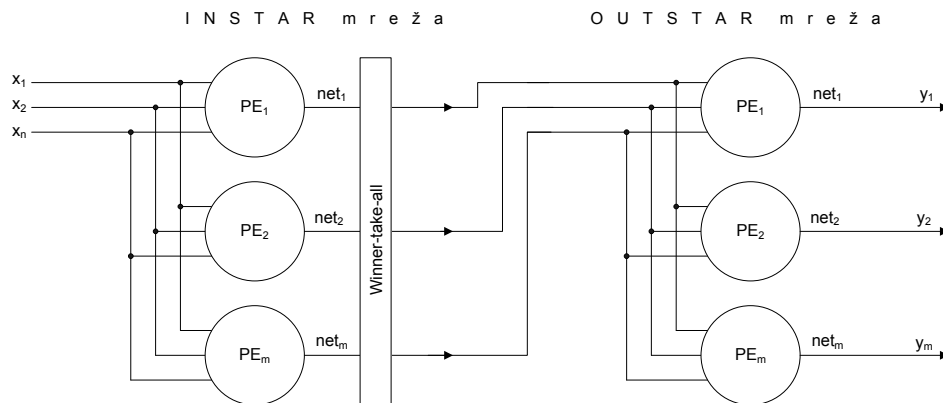 I N S T A R m r e ž a
O U T S T A R m r e ž a
x1
x2
xn
PE1
net1
PE2
net2
PEm
netm
Winner-take-all
PE1
net1
y1
PE2
net2
y2
PEm
netm
ym